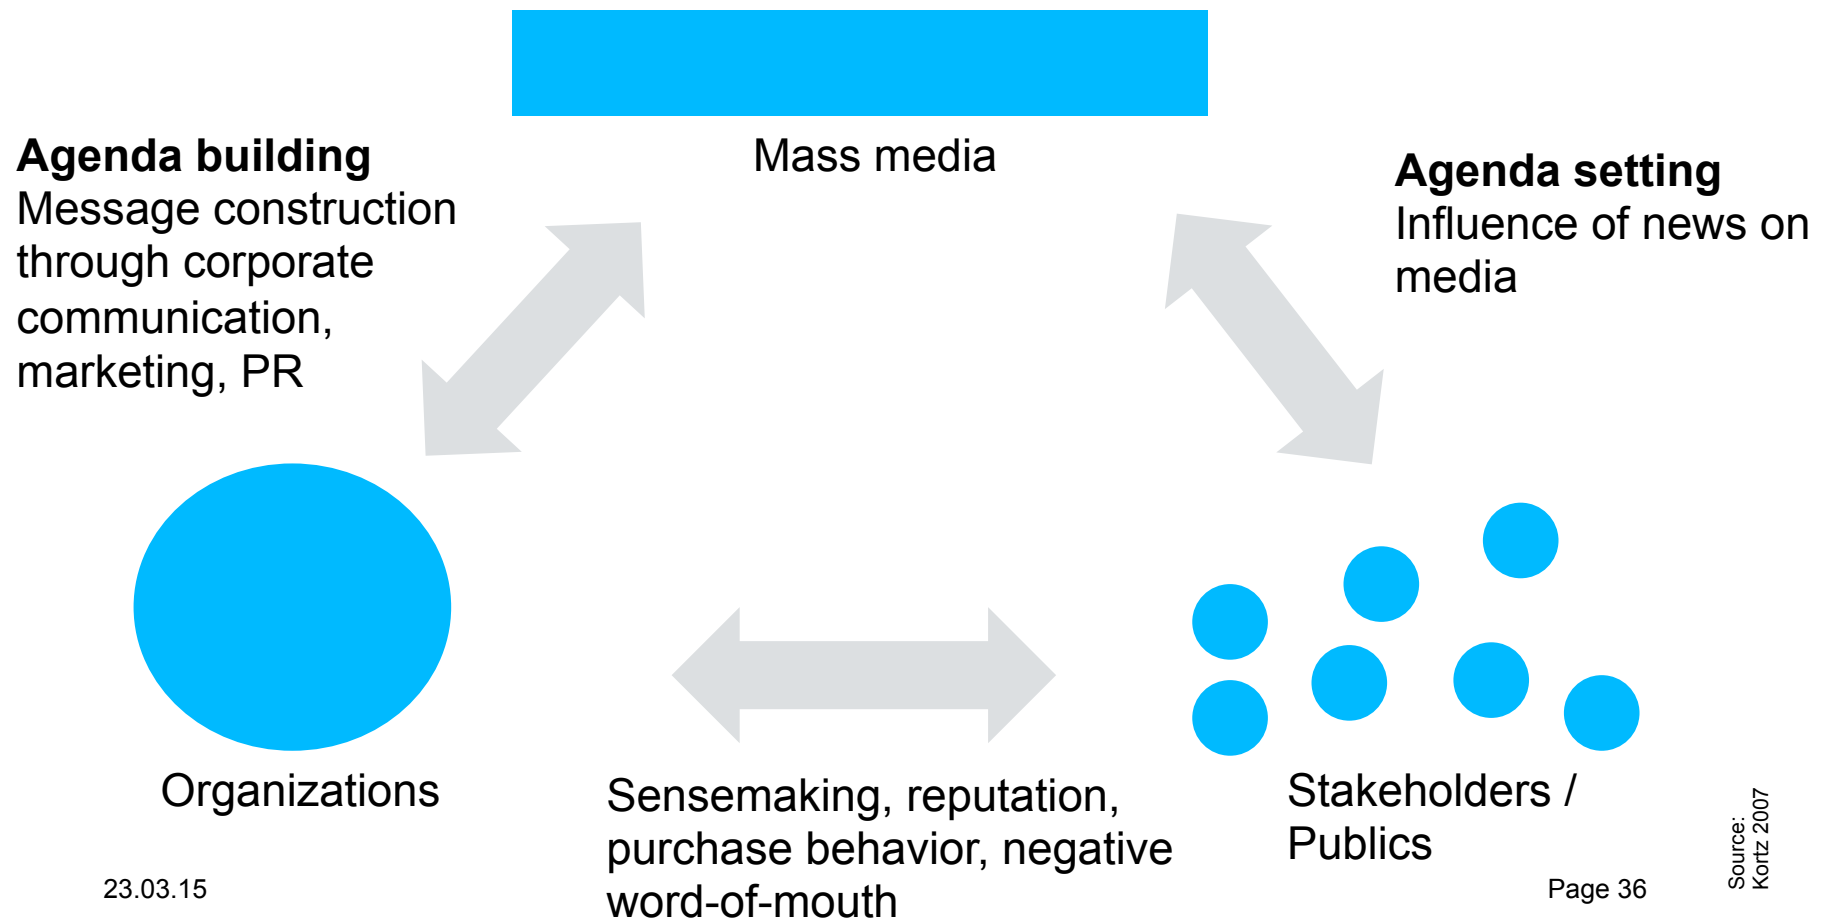 Mass media
Agenda building
Message construction
through corporate
communication,
marketing, PR
Agenda setting
Influence of news on
media
Organizations
Sensemaking, reputation,
purchase behavior, negative
word-of-mouth
Stakeholders /
Publics
Source:
Kortz 2007
23.03.15
Page 36